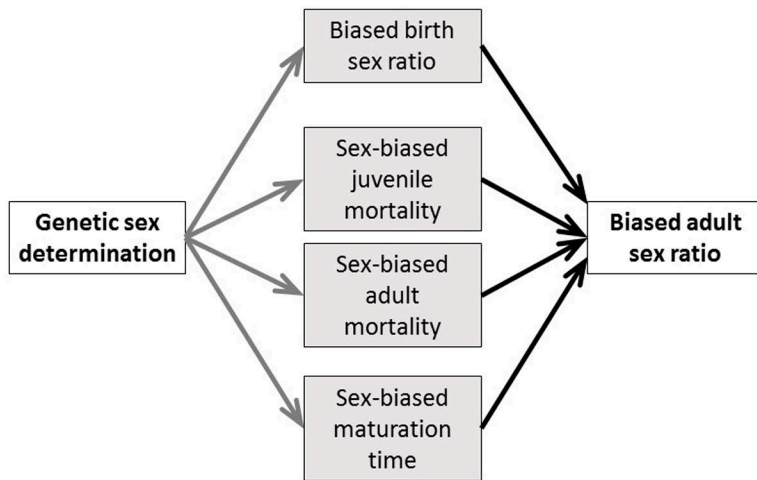 Biased birth
sex ratio
Sex-biased
juvenile
mortality
Genetic sex
determination
Biased adult
sex ratio
Sex-biased
adult
mortality
Sex-biased
maturation
time